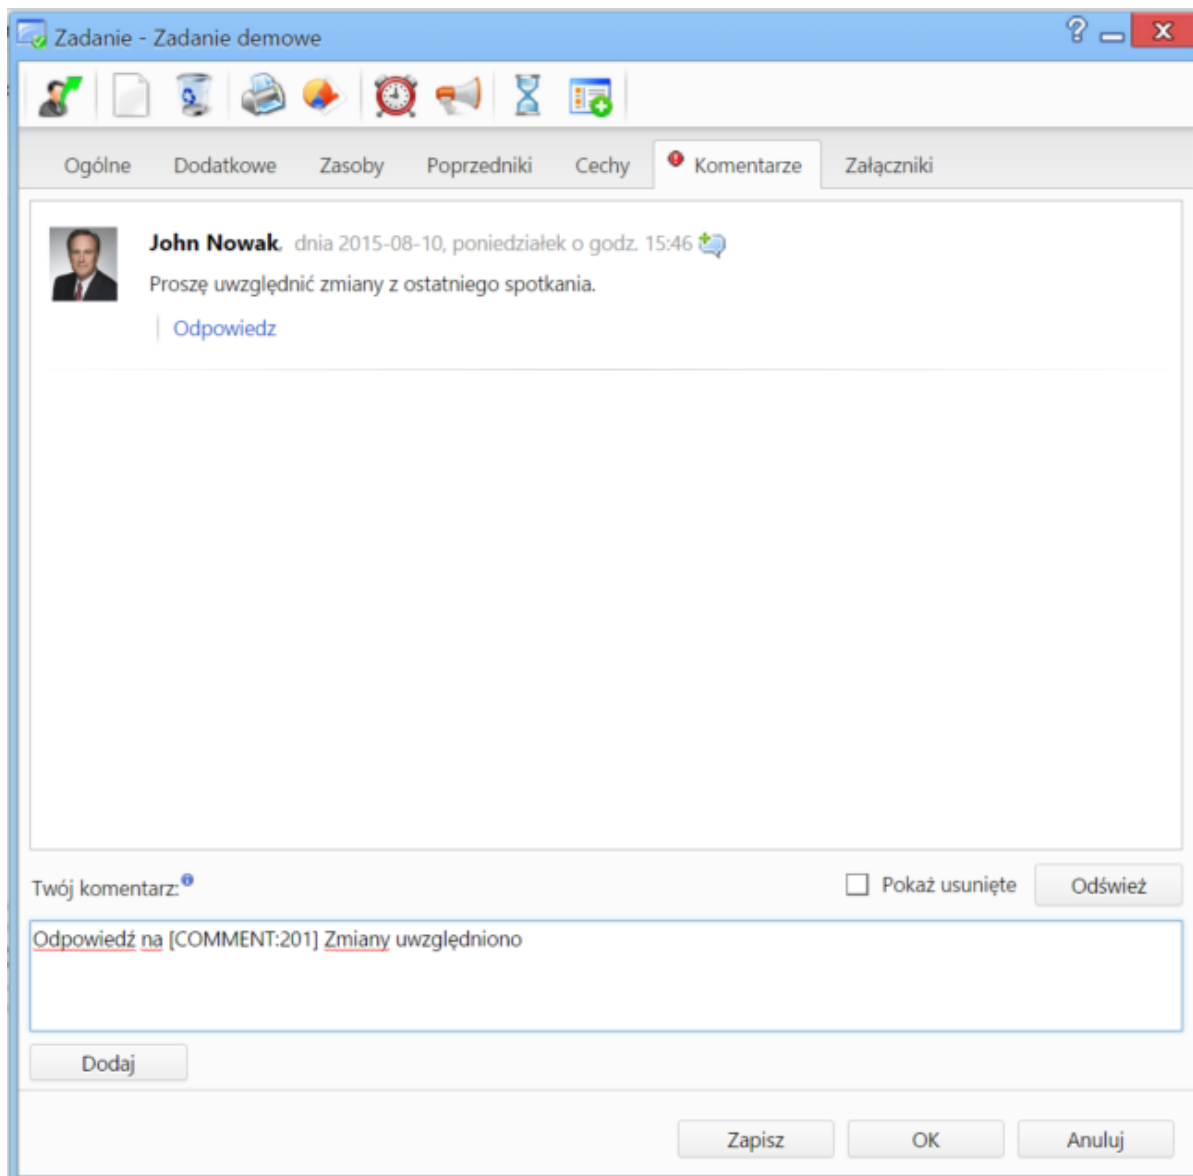 Zadanie - Zadanie demowe
Ogólne Dodatkowe Zasoby Poprzedniki Cechy Komentarze Załączniki
John Nowak, dnia 2015-08-10, poniedziałek o godz. 15:46
Proszę uwzględnić zmiany z ostatniego spotkania.
Odpowiedz
Twój komentarz: Pokaż usunięte Odśwież
Odpowiedź na [COMMENT:201] Zmiany uwzględniono
Dodaj
Zapisz OK Anuluj